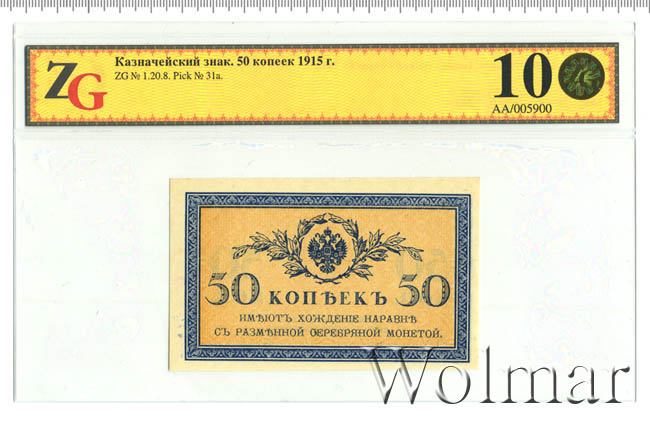 ZG
Казначейский знак. 50 копеек 1915 г.
ZG № 1.20.8. Pick № 31a.
10
AA/005900
50 КОПѢЕКЪ 50
ИМѢЮТЪ ХОЖДЕНІЕ НАРАВНѢ
СЪ РАЗМѢННОЙ СЕРЕБРЯНОЙ МОНЕТОЙ.
Wolmar